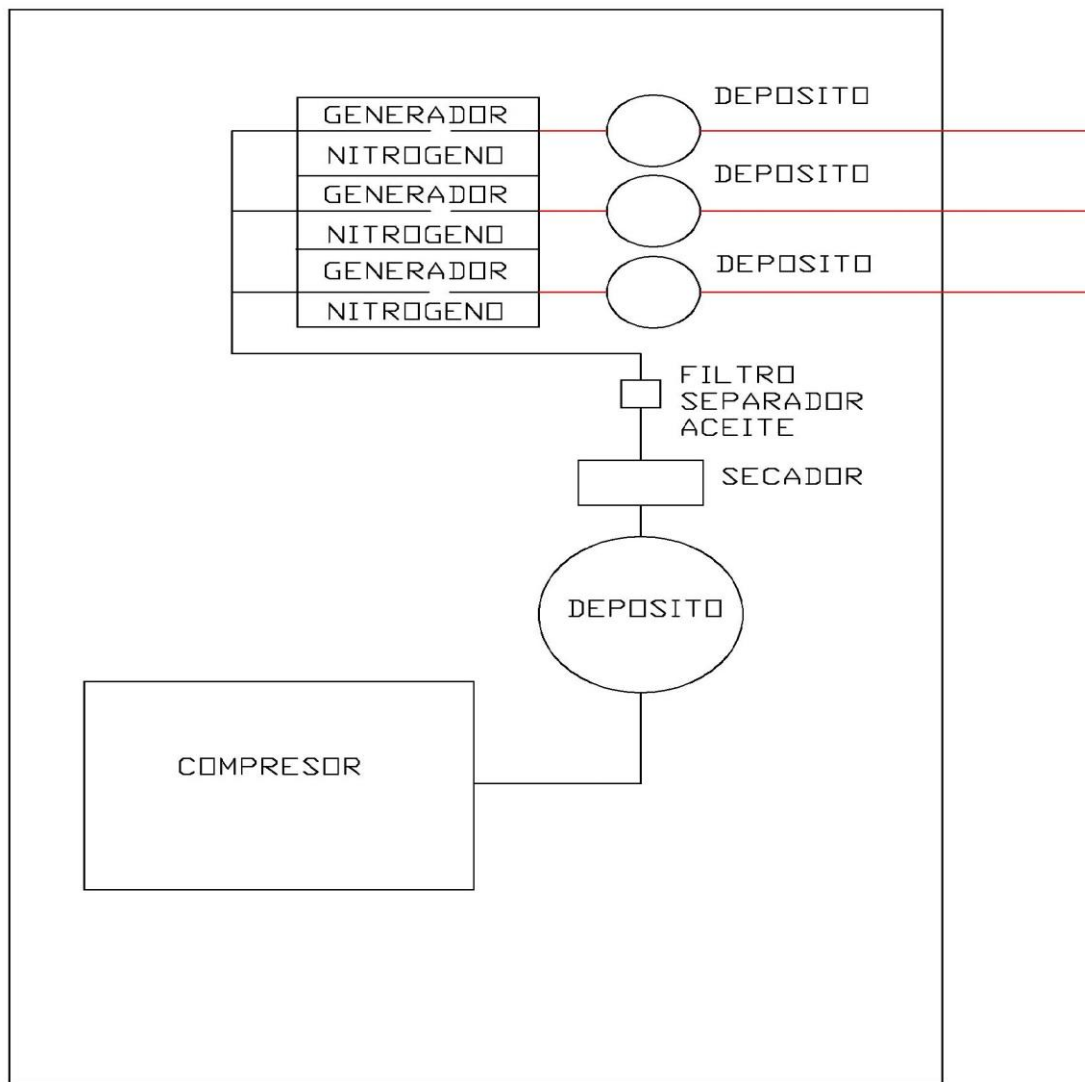 GENERADOR
NITROGENO
GENERADOR
NITROGENO
GENERADOR
NITROGENO
DEPOSITO
DEPOSITO
DEPOSITO
FILTRO
SEPARADOR
ACEITE
SECADOR
DEPOSITO
COMPRESOR